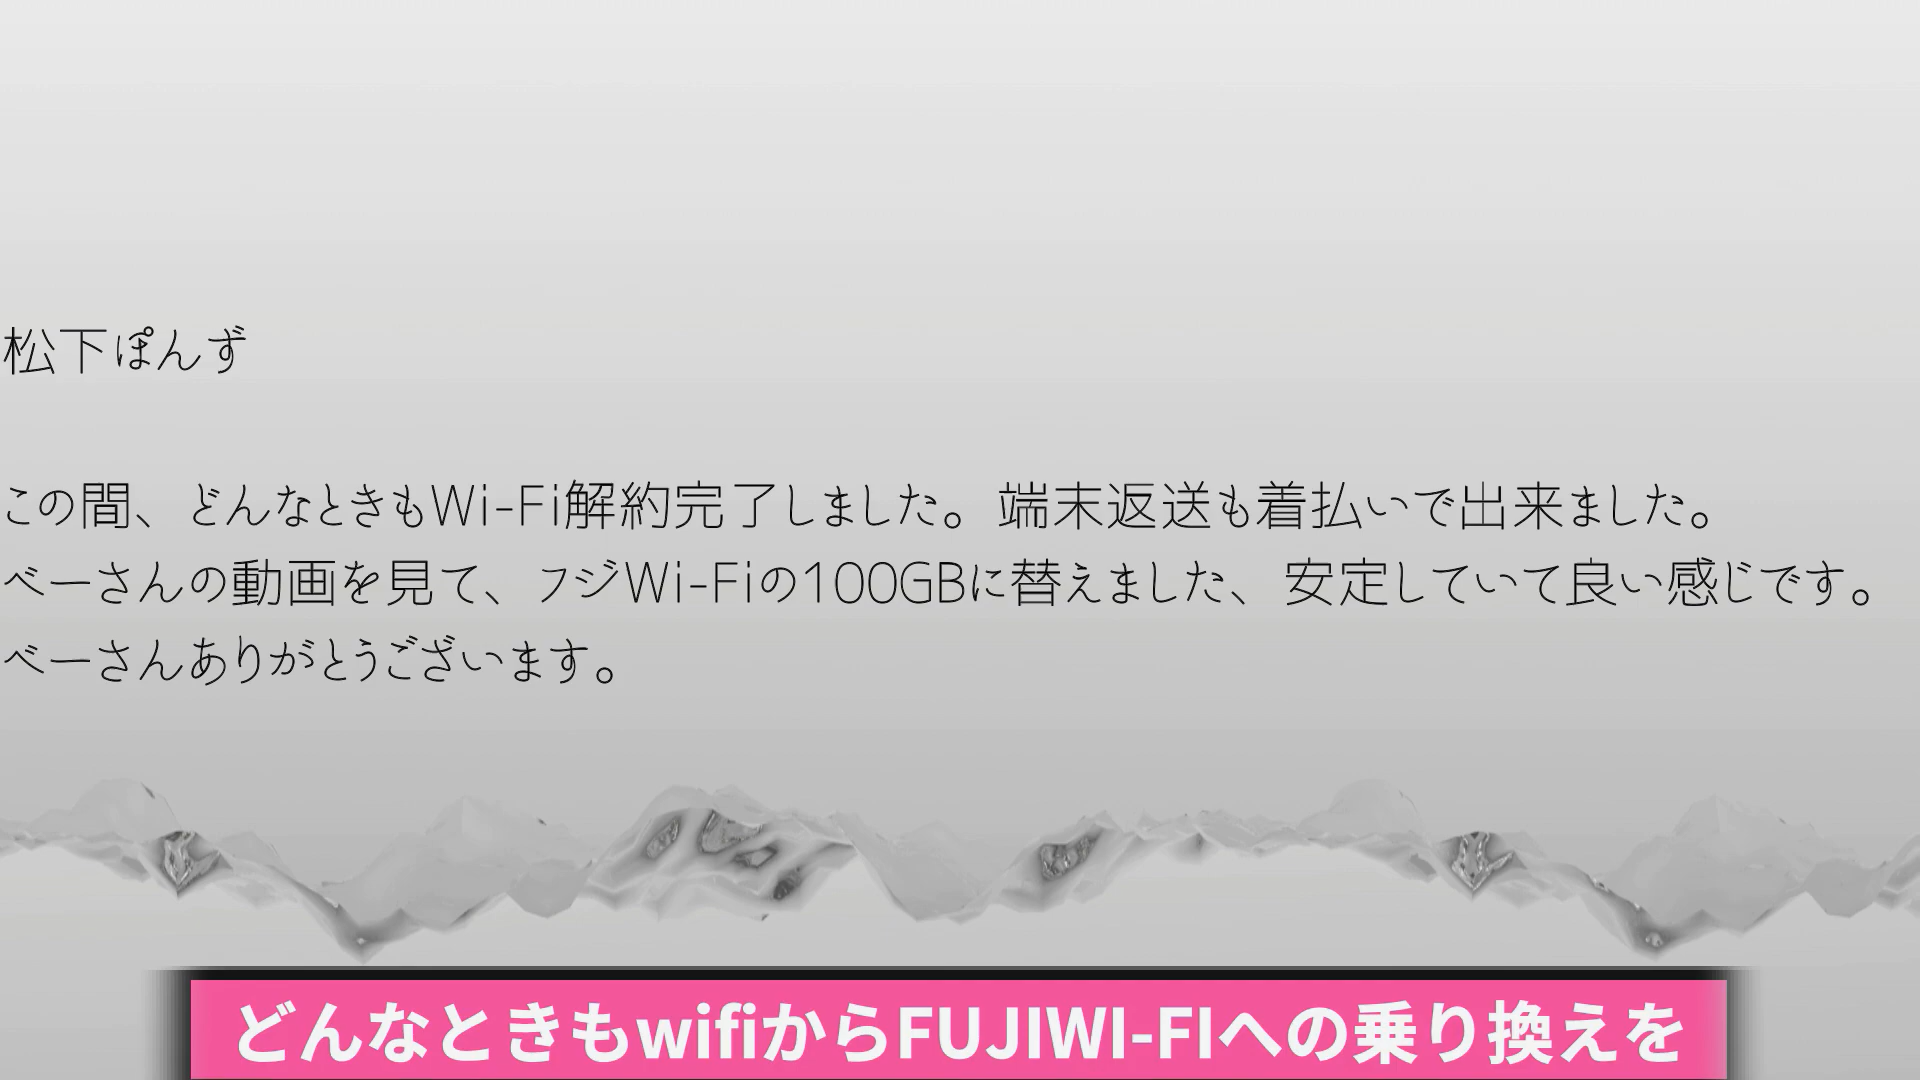 松下ぽんず
この間、どんなときもWi-Fi解約完了しました。端末返送も着払いで出来ました。
べーさんの動画を見て、フジWi-Fiの100GBに替えました、安定していて良い感じです。
べーさんありがとうございます。
どんなときもwifiからFUJIWI-FIへの乗り換えを